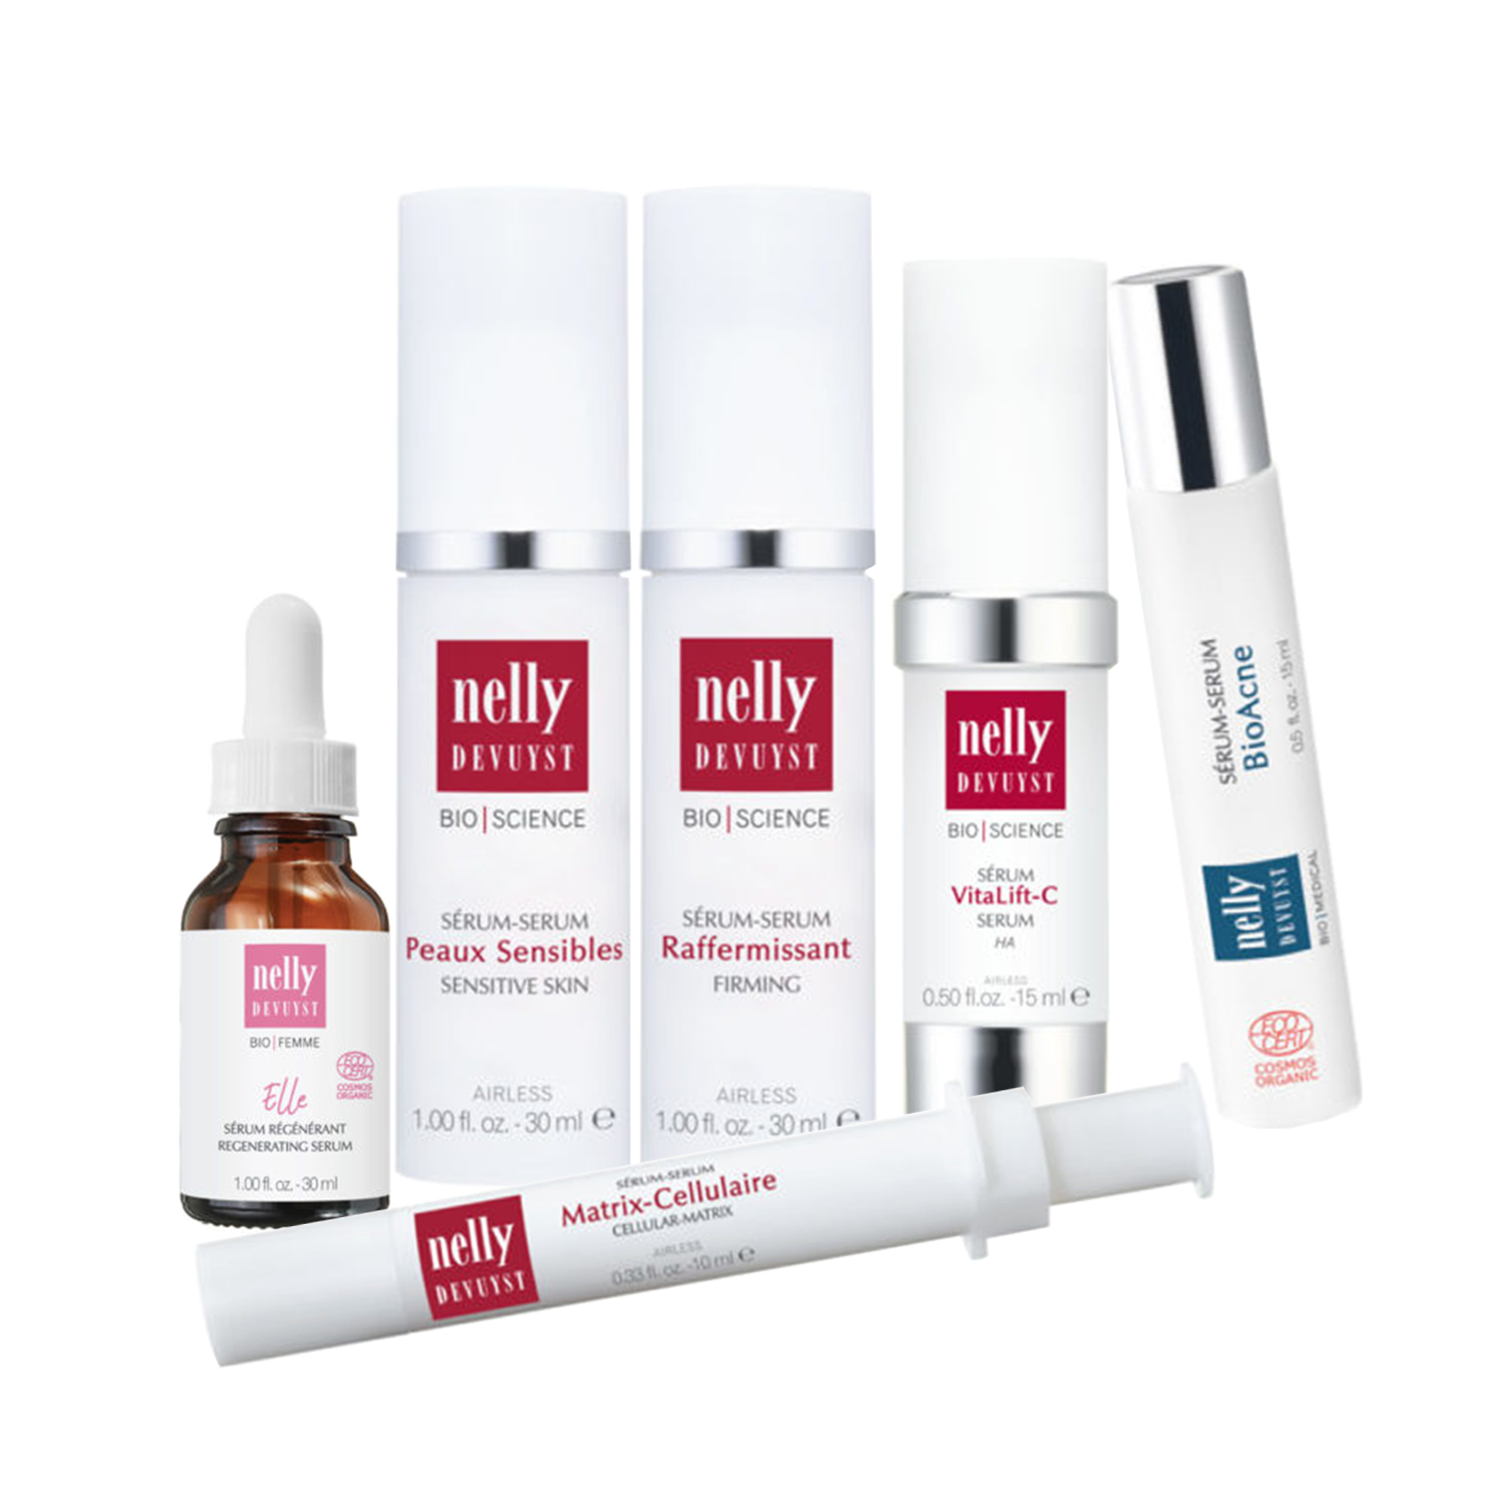 nelly
DEVUYST
BIO|FEMME
ECO
CERT
COSMOS
ORGANIC
Elle
SÉRUM RÉGÉNÉRANT
REGENERATING SERUM
1.00 fl. oz. - 30 ml
nelly
DEVUYST
BIO|SCIENCE
SÉRUM-SERUM
Peaux Sensibles
SENSITIVE SKIN
AIRLESS
1.00 fl. oz. - 30 ml ℮
nelly
DEVUYST
BIO|SCIENCE
SÉRUM-SERUM
Raffermissant
FIRMING
AIRLESS
1.00 fl. oz. - 30 ml ℮
nelly
DEVUYST
BIO|SCIENCE
SÉRUM
VitaLift-C
SERUM
HA
AIRLESS
0.50 fl.oz. -15 ml ℮
SÉRUM-SERUM
BioAcne
0.5 fl. oz. - 15 ml
nelly
DEVUYST
BIO|MEDICAL
ECO
CERT
COSMOS
ORGANIC
nelly
DEVUYST
SÉRUM-SERUM
Matrix-Cellulaire
CELLULAR-MATRIX
AIRLESS
0.33 fl. oz. -10 ml ℮